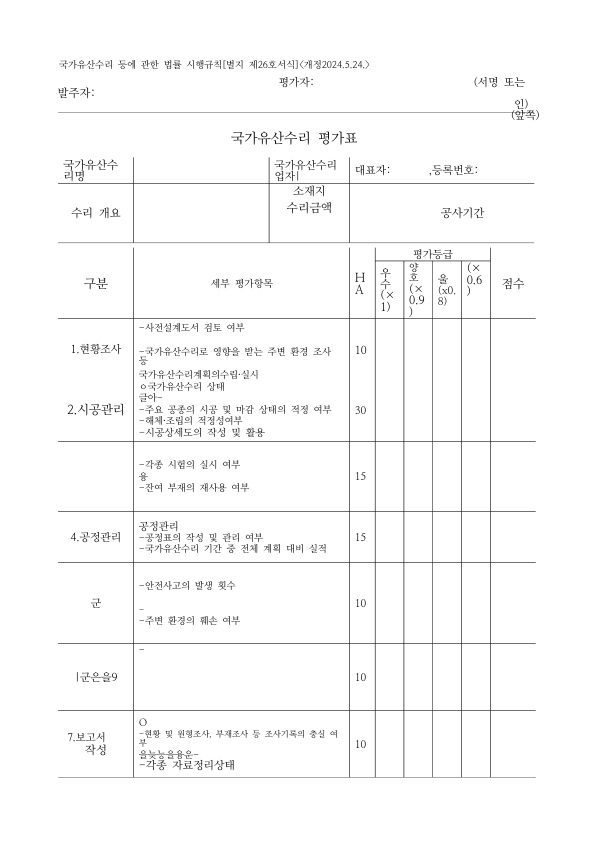 국가유산수리 등에 관한 법률 시행규칙[별지 제26호서식]<개정2024.5.24.>
평가자: (서명 또는
발주자:
인)
(앞쪽)
국가유산수리 평가표
국가유산수
리명
국가유산수리
업자|
대표자: ,등록번호:
수리 개요
소재지
수리금액
공사기간
구분
세부 평가항목
H
A
평가등급
우
수
(×
1)
양
호
(×
0.9
)
울
(x0.
8)
(×
0.6
)
점수
1.현황조사
-사전설계도서 검토 여부
-국가유산수리로 영향을 받는 주변 환경 조사
등
10
국가유산수리계획의수립·실시
ㅇ국가유산수리 상태
글아-
2.시공관리
-주요 공종의 시공 및 마감 상태의 적정 여부
-해체·조립의 적정성여부
-시공상세도의 작성 및 활용
30
-각종 시험의 실시 여부
융
-잔여 부재의 재사용 여부
15
4.공정관리
공정관리
-공정표의 작성 및 관리 여부
-국가유산수리 기간 중 전체 계획 대비 실적
15
군
-안전사고의 발생 횟수
-
-주변 환경의 훼손 여부
10
|군은을9
-
10
7.보고서
작성
O
-현황 및 원형조사, 부재조사 등 조사기록의 충실 여
부
을늦능을융운-
-각종 자료정리상태
10